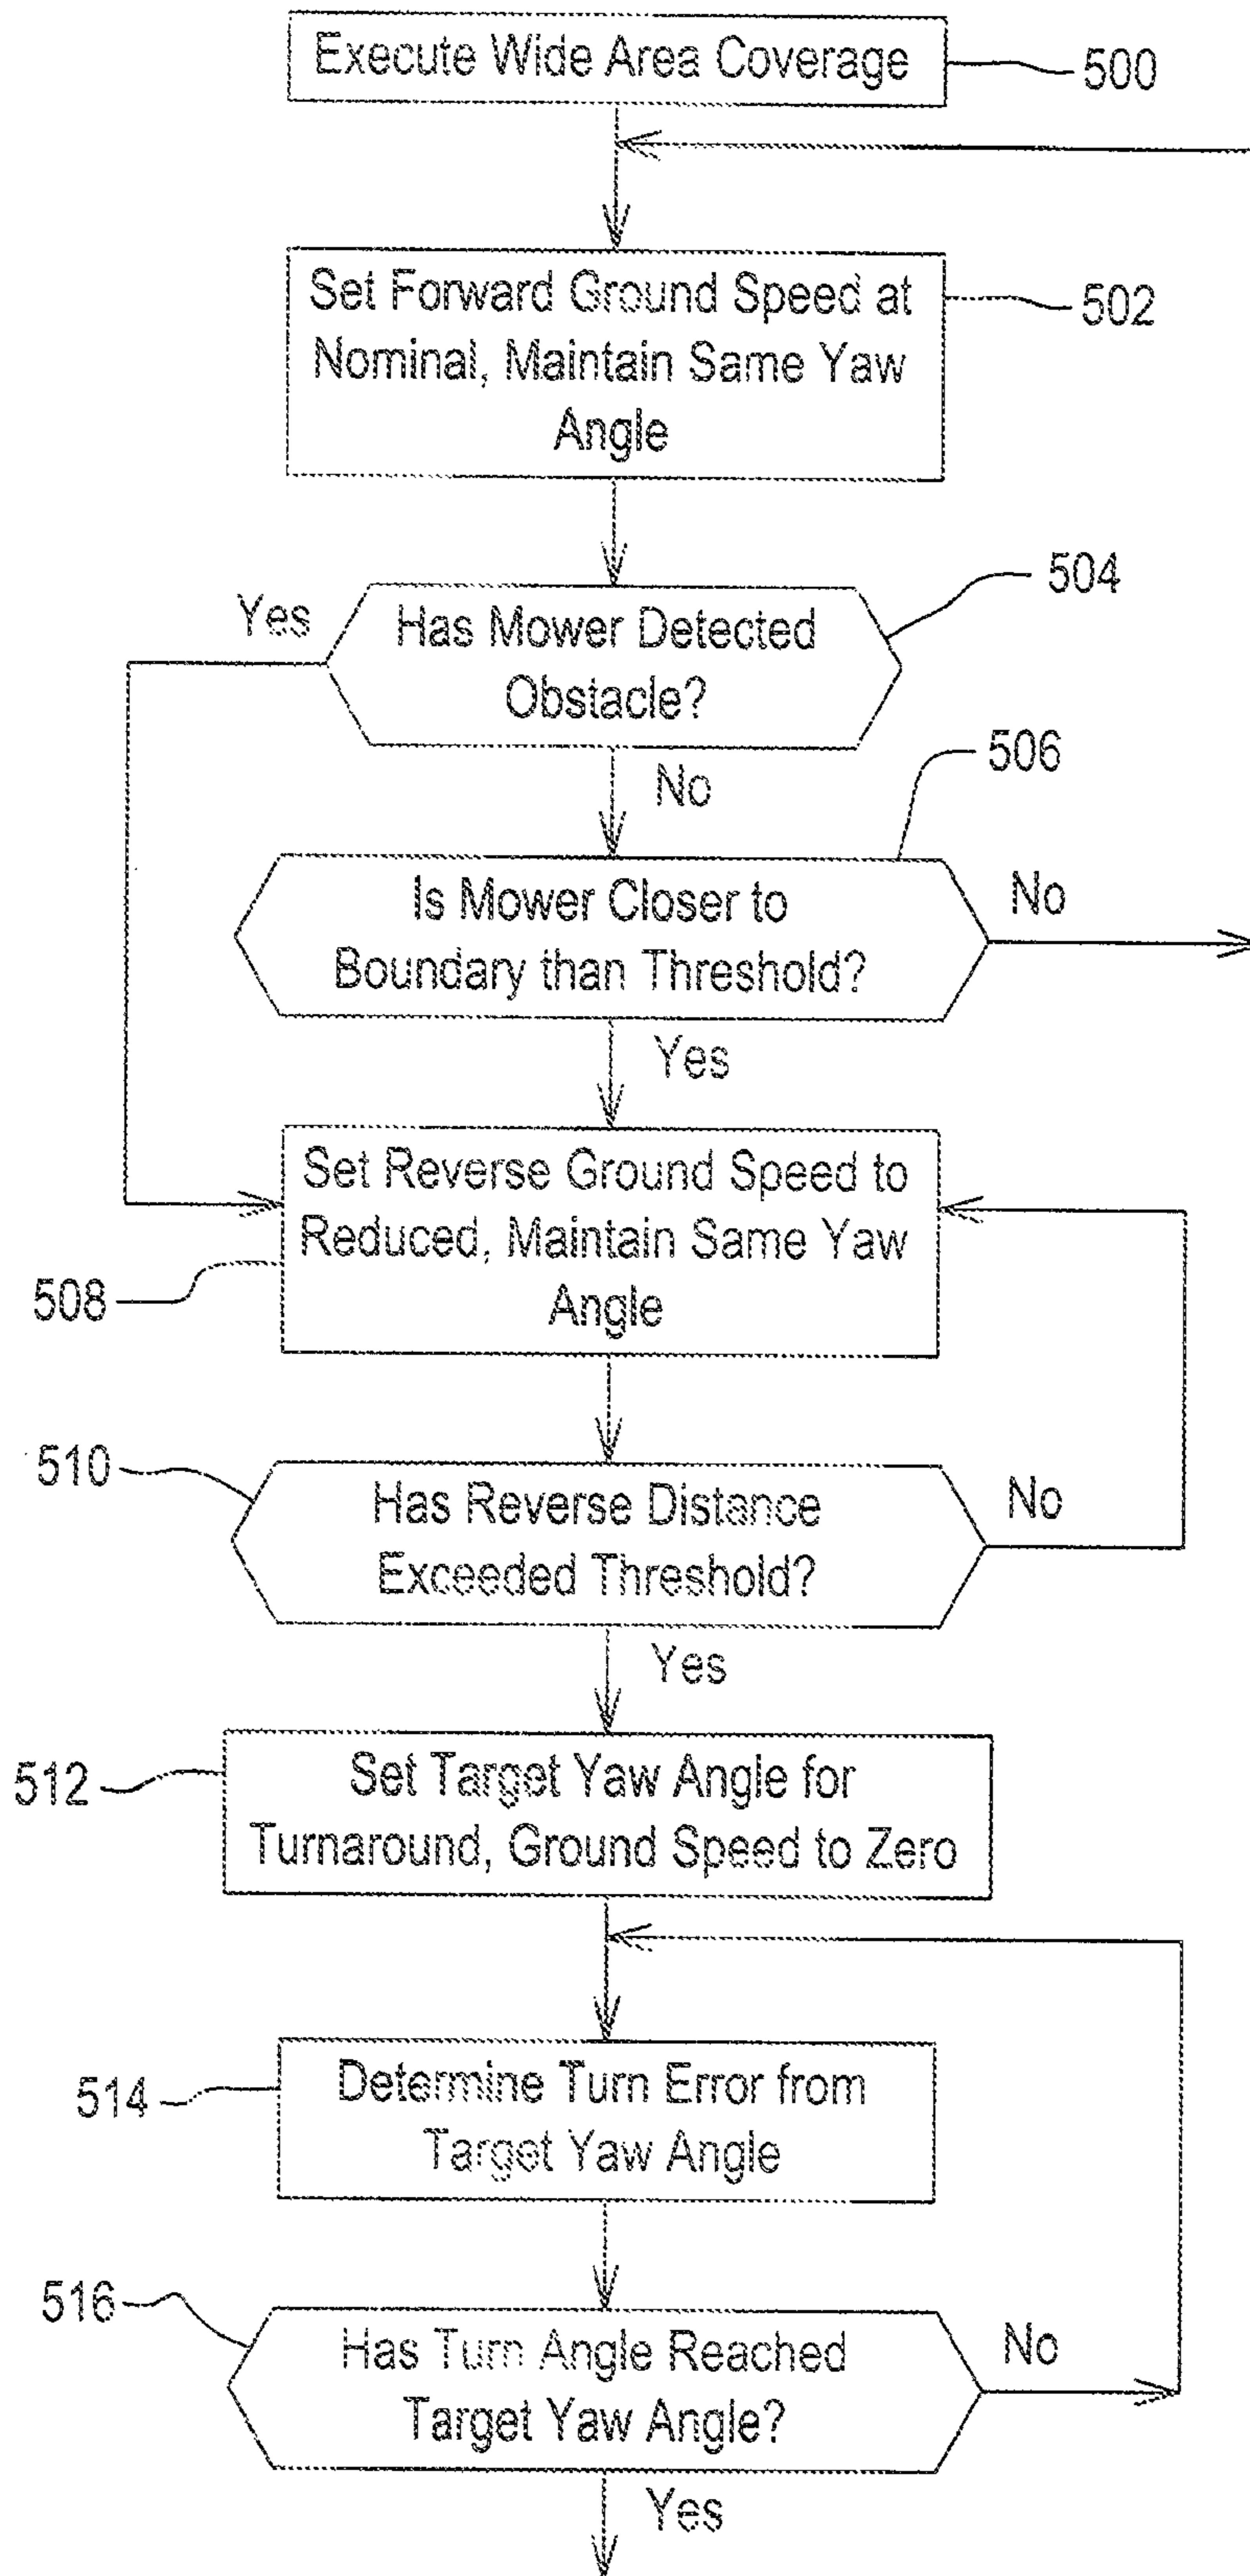 Execute Wide Area Coverage
500
Set Forward Ground Speed at
Nominal, Maintain Same Yaw
Angle
502
504
Yes
Has Mower Detected
Obstacle?
506
No
Is Mower Closer to
Boundary than Threshold?
No
Yes
Set Reverse Ground Speed to
Reduced, Maintain Same Yaw
Angle
508
510
Has Reverse Distance
Exceeded Threshold?
No
Yes
512
Set Target Yaw Angle for
Turnaround, Ground Speed to Zero
514
Determine Turn Error from
Target Yaw Angle
516
Has Turn Angle Reached
Target Yaw Angle?
No
Yes